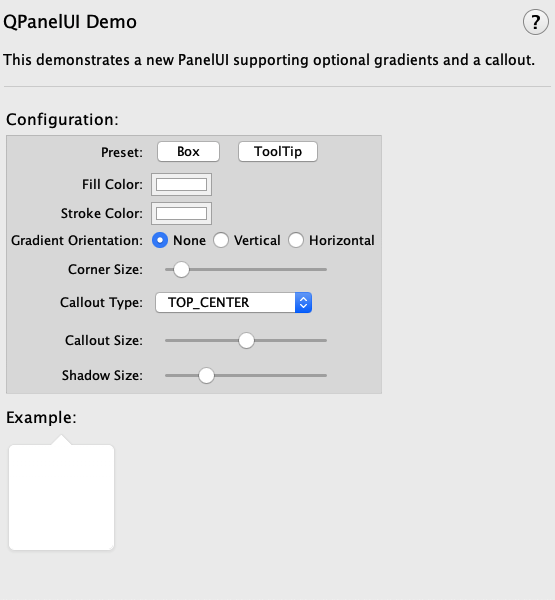 QPanelUI Demo ?
This demonstrates a new PanelUI supporting optional gradients and a callout.
Configuration:
Preset: Box ToolTip
Fill Color:
Stroke Color:
Gradient Orientation: None Vertical Horizontal
Corner Size:
Callout Type: TOP_CENTER
Callout Size:
Shadow Size:
Example: